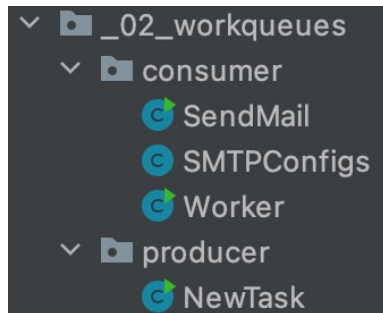 _02_workqueues
consumer
C SendMail
C SMTPConfigs
C Worker
producer
C NewTask